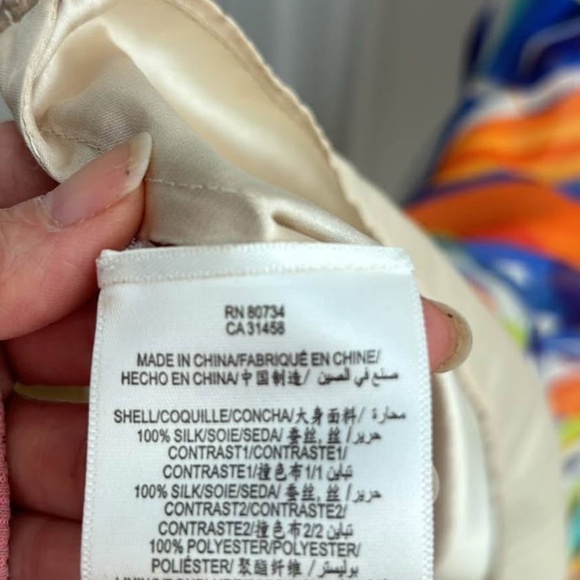 RN 80734
CA 31458
MADE IN CHINA/FABRIQUÉ EN CHINE/
HECHO EN CHINA/中国制造/ صنع في الصين
SHELL/COQUILLE/CONCHA/大身面料/ محارة
100% SILK/SOIE/SEDA/ 蚕丝, 丝 / حرير
CONTRAST1/CONTRASTE1/
CONTRASTE1/撞色布1/1 تباين
100% SILK/SOIE/SEDA/ 蚕丝, 丝 / حرير
CONTRAST2/CONTRASTE2/
CONTRASTE2/撞色布2/2 تباين
100% POLYESTER/POLYESTER/
POLIÉSTER/ 聚酯纤维 / بوليستر